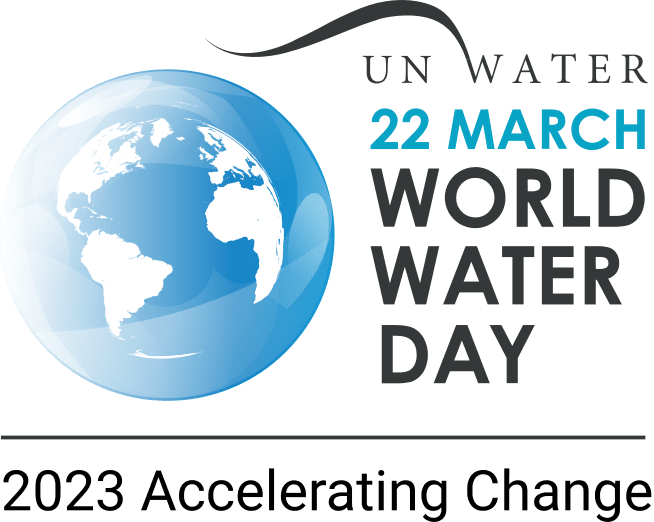 UN WATER
22 MARCH
WORLD
WATER
DAY
2023 Accelerating Change